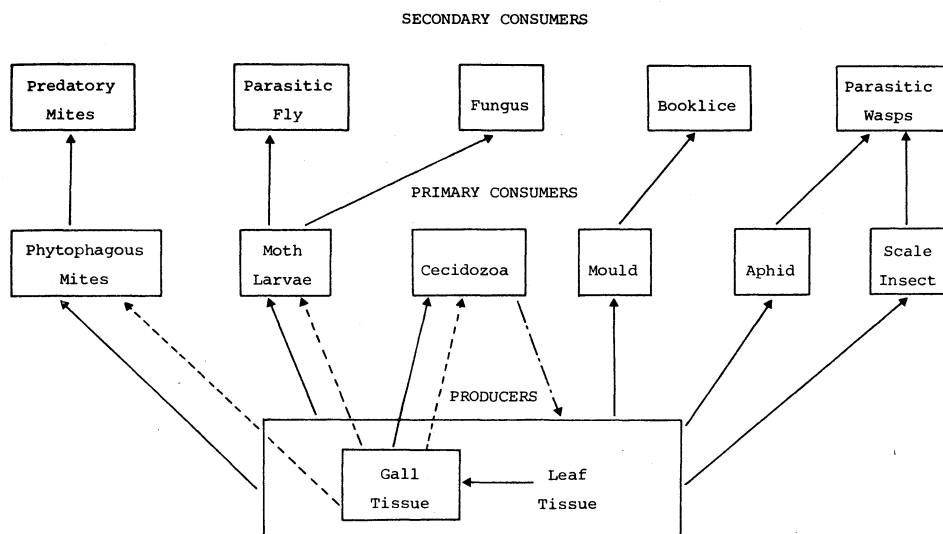 SECONDARY CONSUMERS
Predatory
Mites
Parasitic
Fly
Fungus
Booklice
Parasitic
Wasps
PRIMARY CONSUMERS
Phytophagous
Mites
Moth
Larvae
Cecidozoa
Mould
Aphid
Scale
Insect
PRODUCERS
Gall
Tissue
Leaf
Tissue